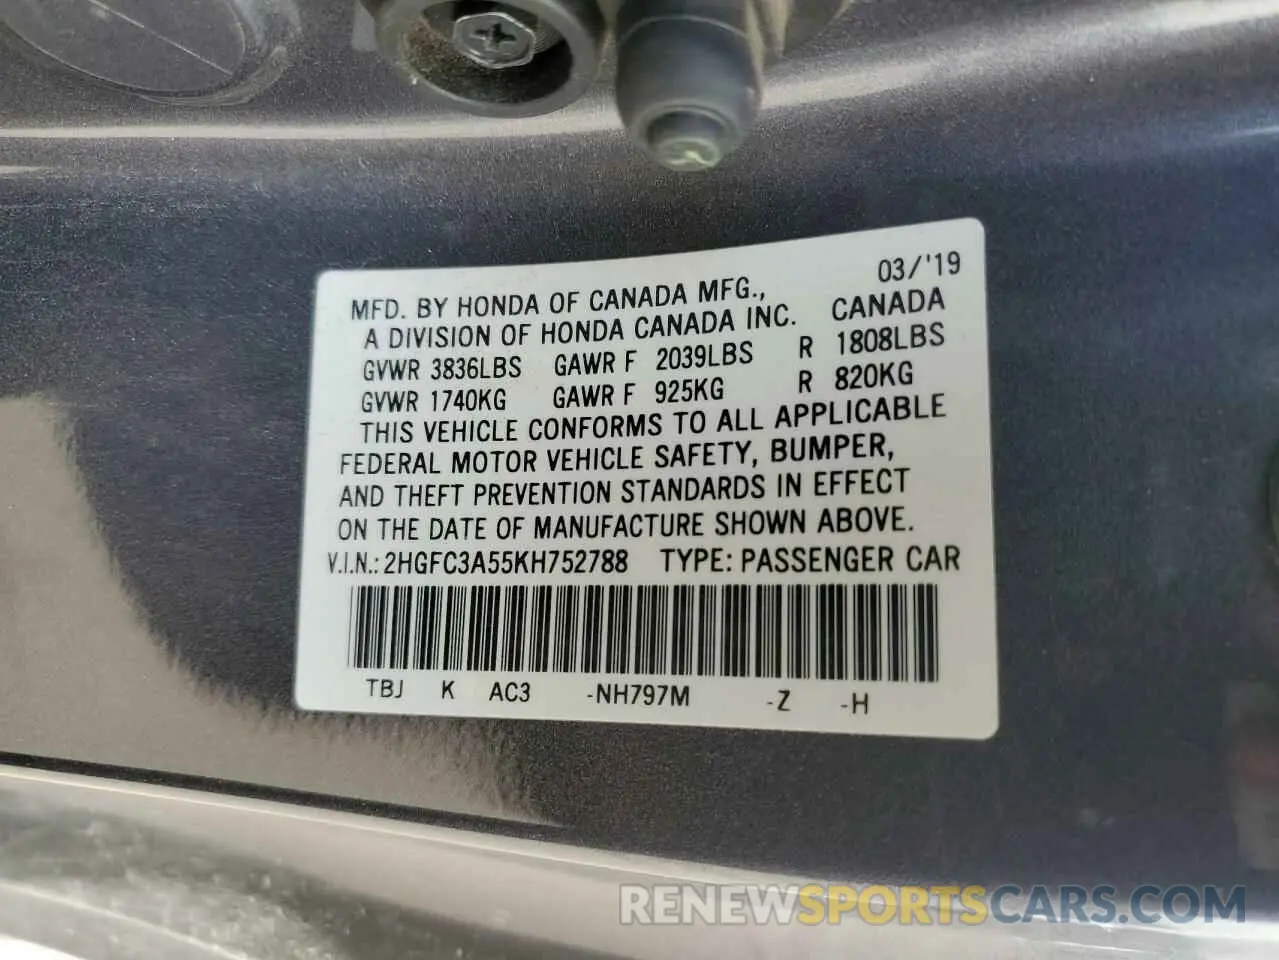 03/'19
MFD. BY HONDA OF CANADA MFG.,
A DIVISION OF HONDA CANADA INC. CANADA
GVWR 3836LBS GAWR F 2039LBS R 1808LBS
GVWR 1740KG GAWR F 925KG R 820KG
THIS VEHICLE CONFORMS TO ALL APPLICABLE
FEDERAL MOTOR VEHICLE SAFETY, BUMPER,
AND THEFT PREVENTION STANDARDS IN EFFECT
ON THE DATE OF MANUFACTURE SHOWN ABOVE.
V.I.N.: 2HGFC3A55KH752788 TYPE: PASSENGER CAR
TBJ K AC3 -NH797M -Z -H
RENEWSPORTSCARS.COM